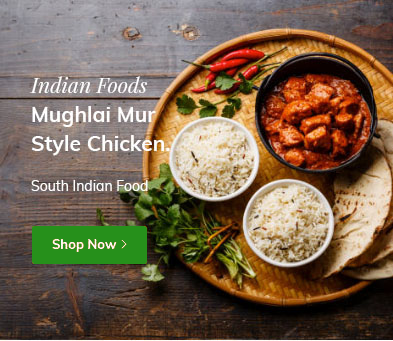 Indian Foods
Mughlai Mur
Style Chicken.
South Indian Food
Shop Now